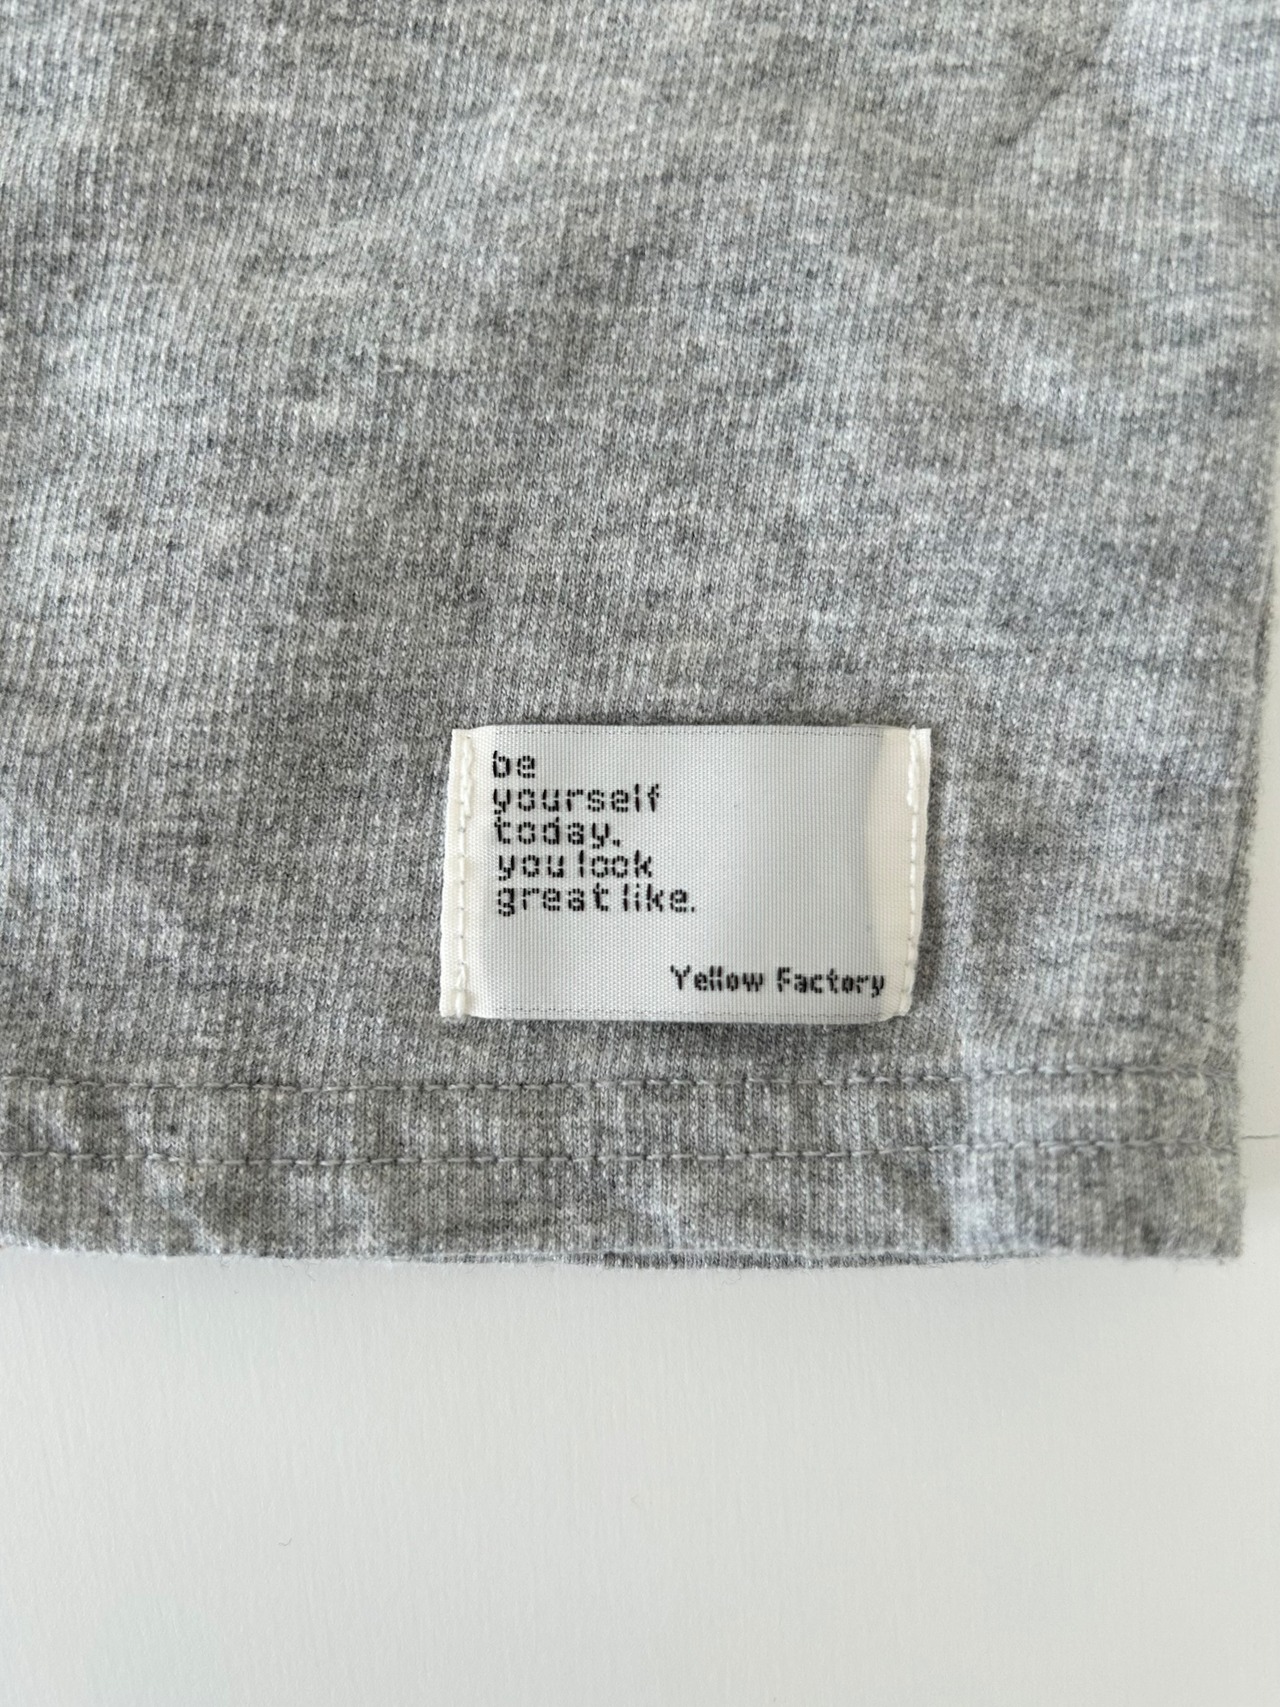 be
yourself
today.
you look
great like.
Yellow Factory